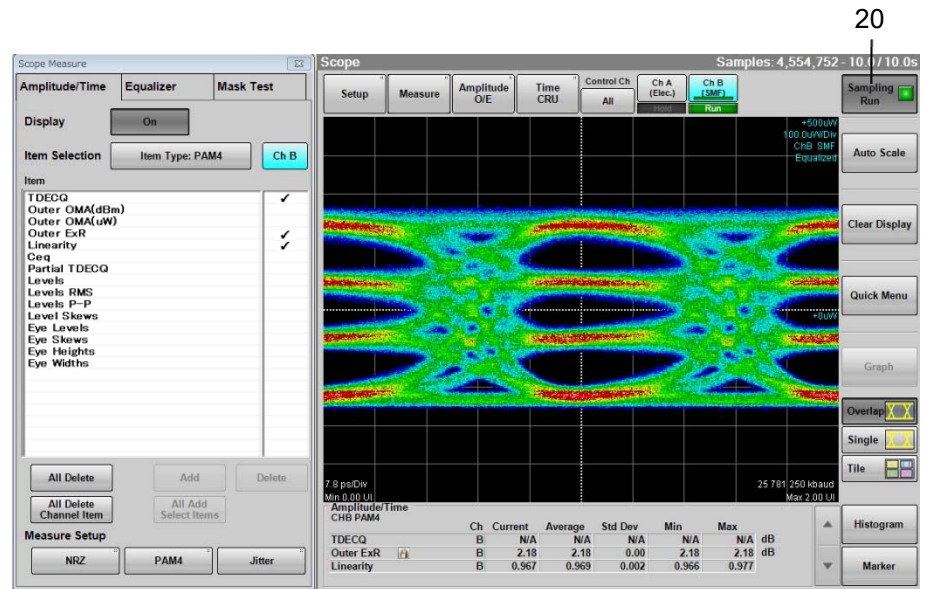 20
Scope Measure
Amplitude/Time Equalizer Mask Test
Display On
Item Selection Item Type: PAM4 Ch B
Item
TDECQ ✓
Outer OMA(dBm)
Outer OMA(uW)
Outer ExR ✓
Linearity ✓
Ceq
Partial TDECQ
Levels
Levels RMS
Levels P-P
Level Skews
Eye Levels
Eye Skews
Eye Heights
Eye Widths
All Delete Add Delete
All Delete Channel Item All Add Select Items
Measure Setup
NRZ PAM4 Jitter
Scope Samples: 4,554,752 - 10.0/10.0s
Setup Measure Amplitude O/E Time CRU
Control Ch All
Ch A (Elec.) Hold
Ch B (SMF) Run
Sampling Run
+500uW
100.0uW/Div
ChB SMF
Equalized
+0uW
7.8 ps/Div
Min 0.00 UI
25 781 250 kbaud
Max 2.00 UI
Auto Scale
Clear Display
Quick Menu
Graph
Overlap
Single
Tile
Histogram
Marker
Amplitude/Time
CHB PAM4
Ch Current Average Std Dev Min Max
TDECQ B N/A N/A N/A N/A N/A dB
Outer ExR B 2.18 2.18 0.00 2.18 2.18 dB
Linearity B 0.967 0.969 0.002 0.966 0.977